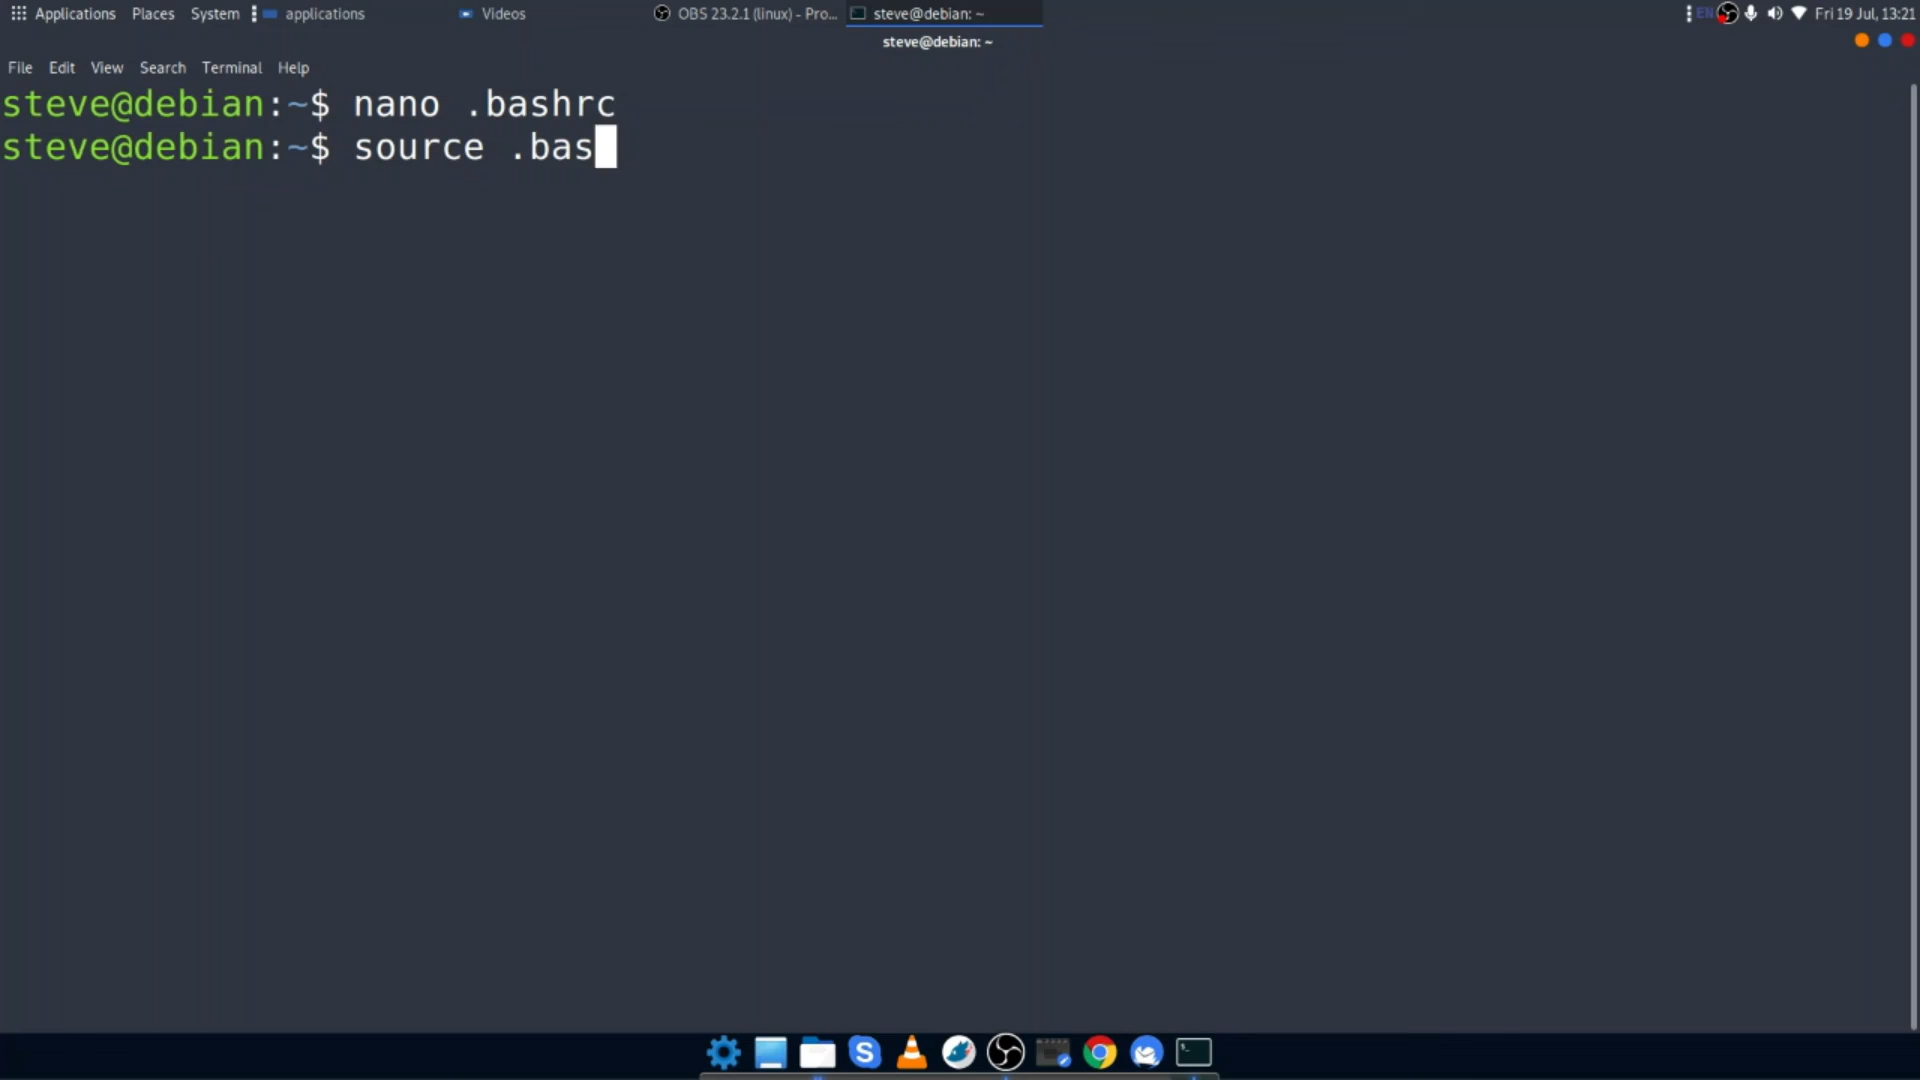 Applications Places System applications Videos OBS 23.2.1 (linux) - Pro... steve@debian: ~ EN Fri 19 Jul, 13:21
steve@debian: ~
File Edit View Search Terminal Help
steve@debian:~$ nano .bashrc
steve@debian:~$ source .bas